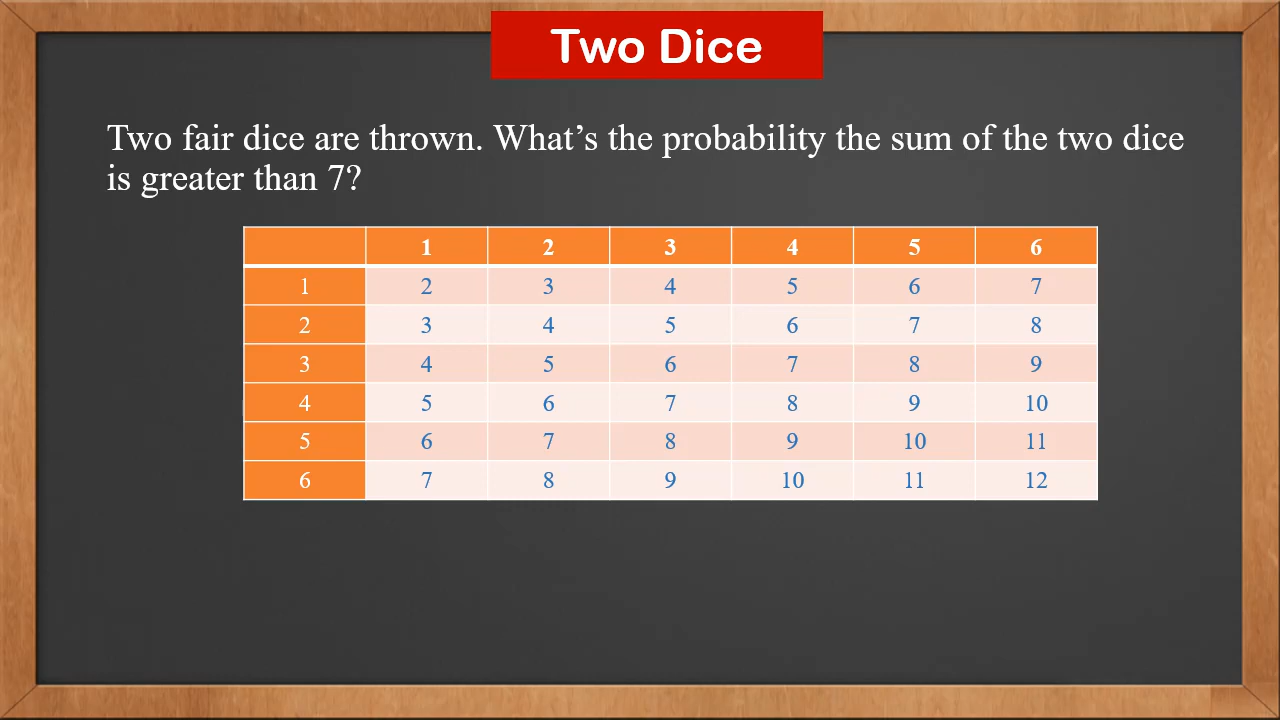 Two Dice
Two fair dice are thrown. What’s the probability the sum of the two dice
is greater than 7?
1 2 3 4 5 6
1 2 3 4 5 6 7
2 3 4 5 6 7 8
3 4 5 6 7 8 9
4 5 6 7 8 9 10
5 6 7 8 9 10 11
6 7 8 9 10 11 12